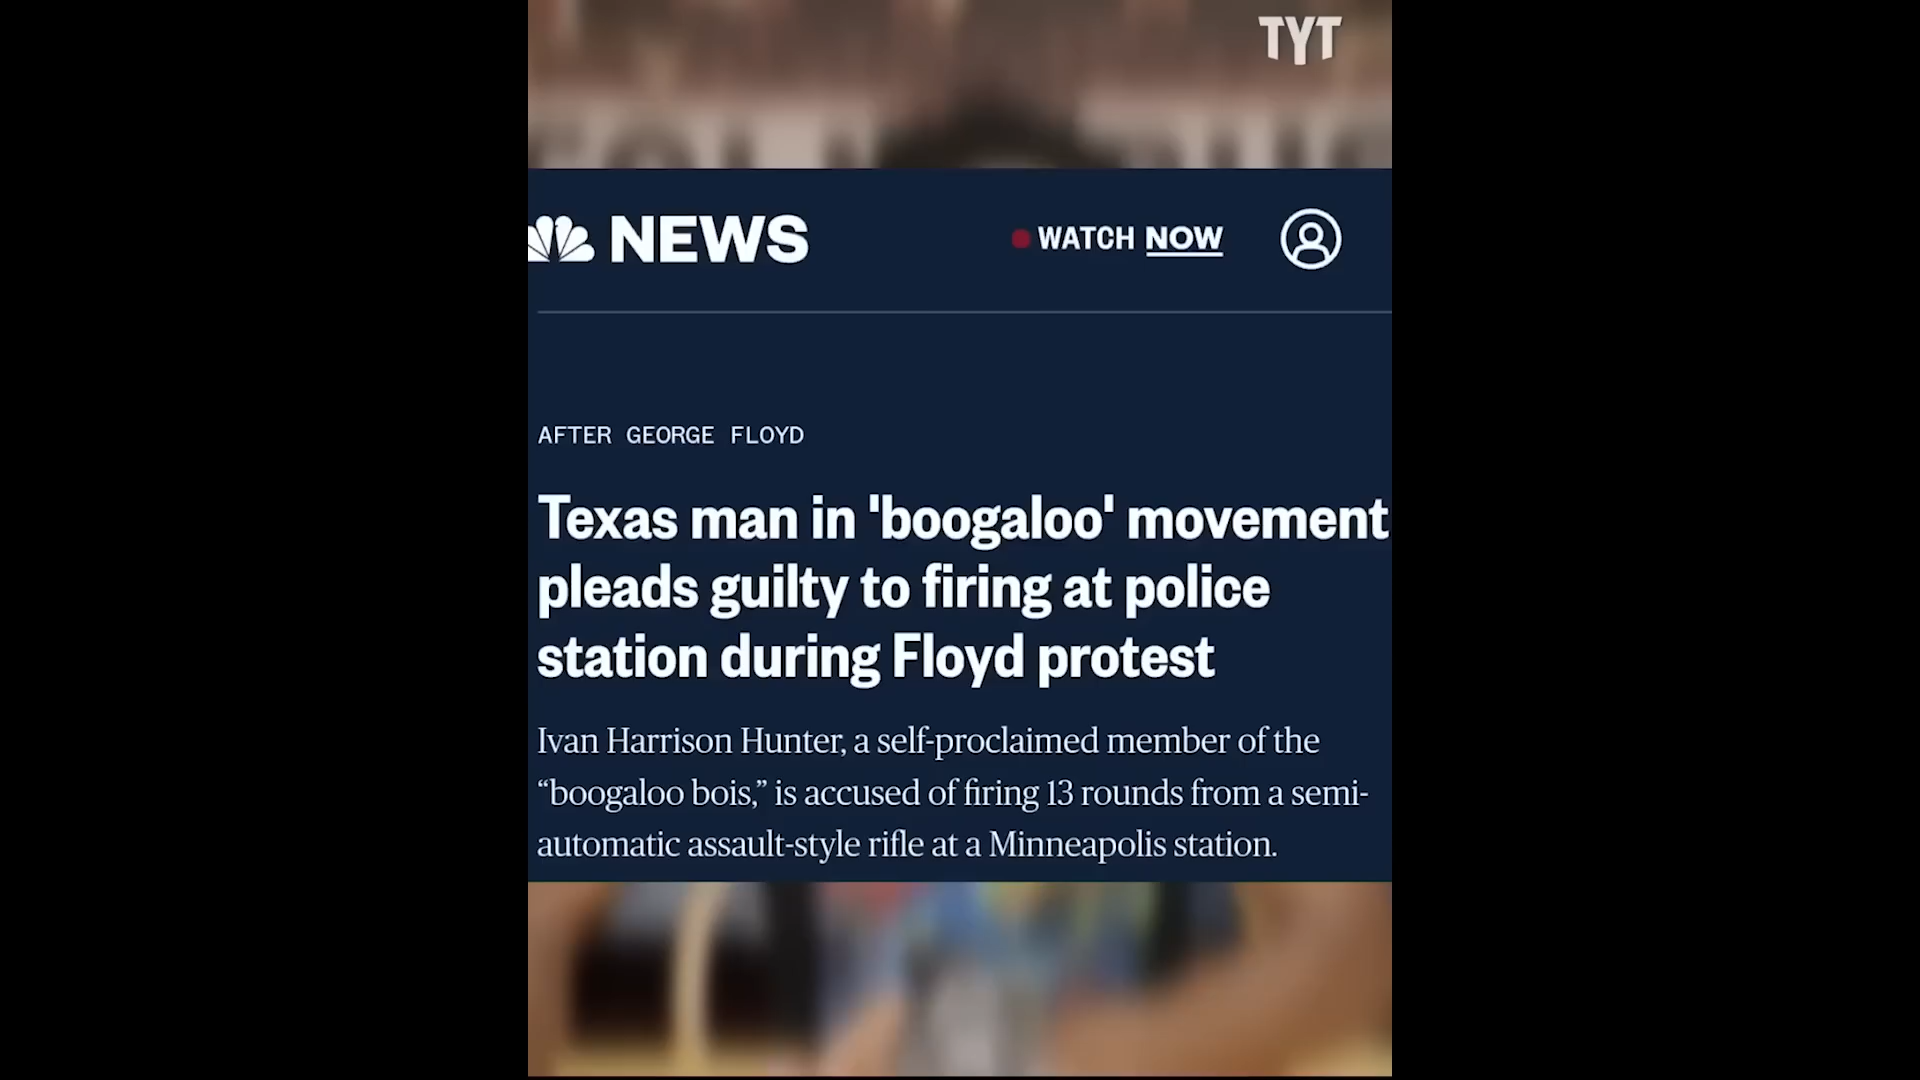 TYT
NEWS
WATCH NOW
AFTER GEORGE FLOYD
Texas man in 'boogaloo' movement
pleads guilty to firing at police
station during Floyd protest
Ivan Harrison Hunter, a self-proclaimed member of the
“boogaloo bois,” is accused of firing 13 rounds from a semi-
automatic assault-style rifle at a Minneapolis station.